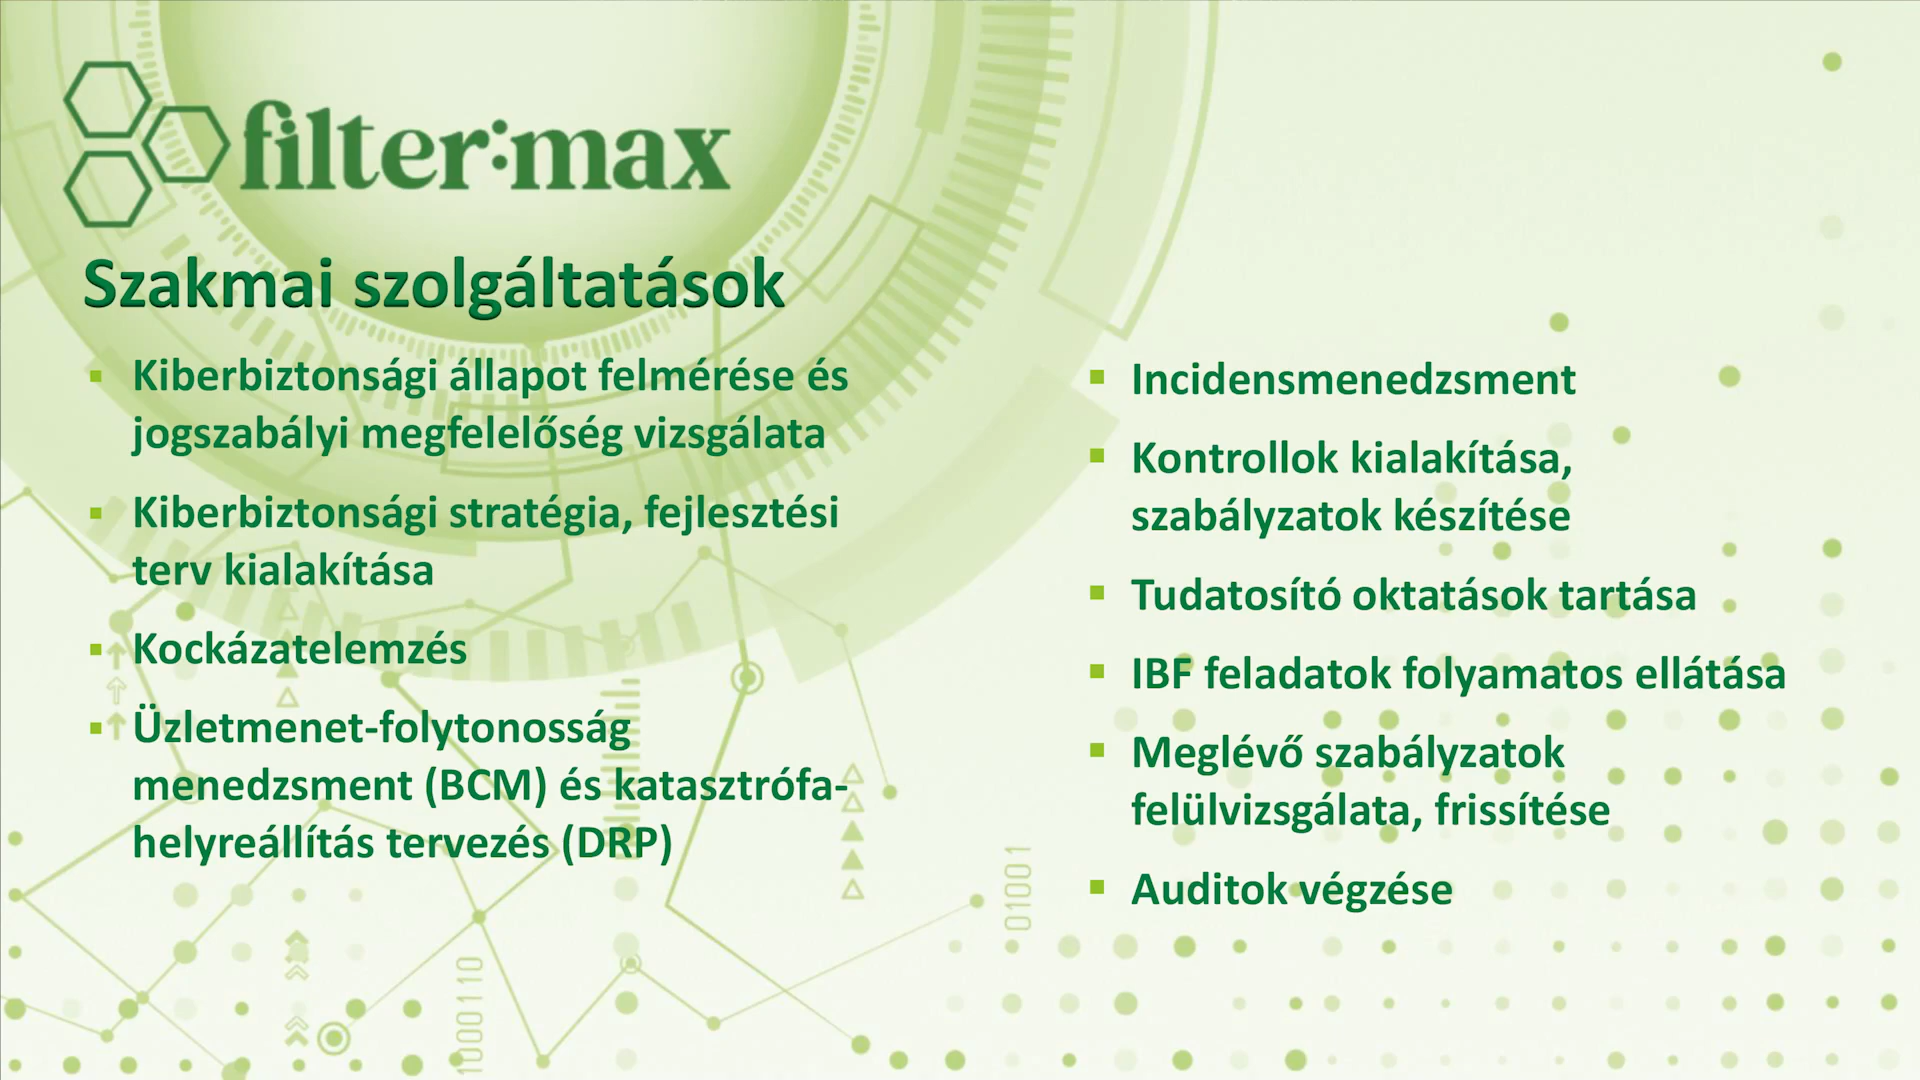 filter:max
Szakmai szolgáltatások
▪ Kiberbiztonsági állapot felmérése és
jogszabályi megfelelőség vizsgálata
▪ Kiberbiztonsági stratégia, fejlesztési
terv kialakítása
▪ Kockázatelemzés
▪ Üzletmenet-folytonosság
menedzsment (BCM) és katasztrófa-
helyreállítás tervezés (DRP)
▪ Incidensmenedzsment
▪ Kontrollok kialakítása,
szabályzatok készítése
▪ Tudatosító oktatások tartása
▪ IBF feladatok folyamatos ellátása
▪ Meglévő szabályzatok
felülvizsgálata, frissítése
▪ Auditok végzése
01001
1000110